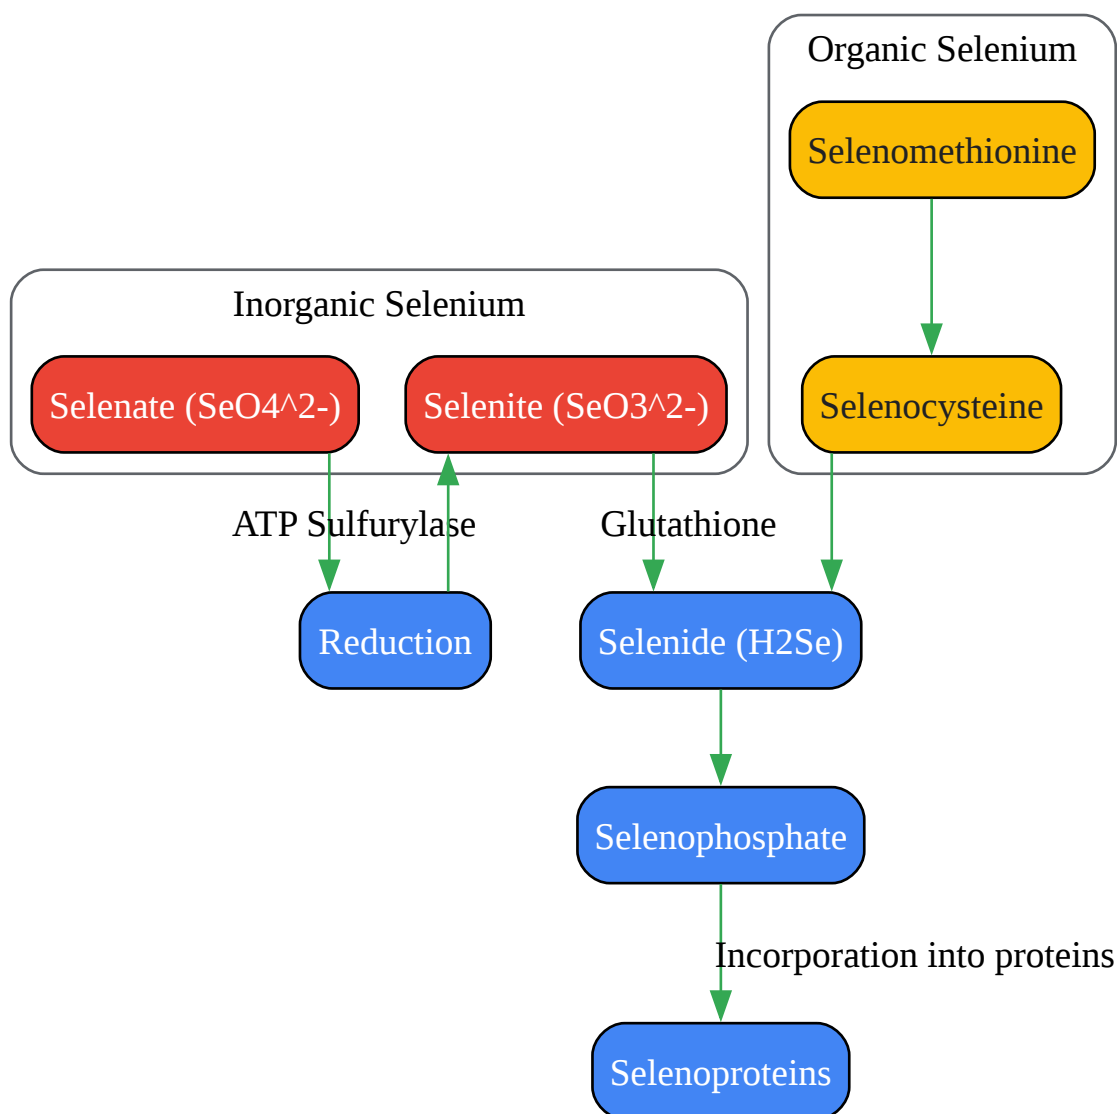 Organic Selenium
Selenomethionine
Inorganic Selenium
Selenate (SeO4^2-)
Selenite (SeO3^2-)
Selenocysteine
ATP Sulfurylase
Glutathione
Reduction
Selenide (H2Se)
Selenophosphate
Incorporation into proteins
Selenoproteins